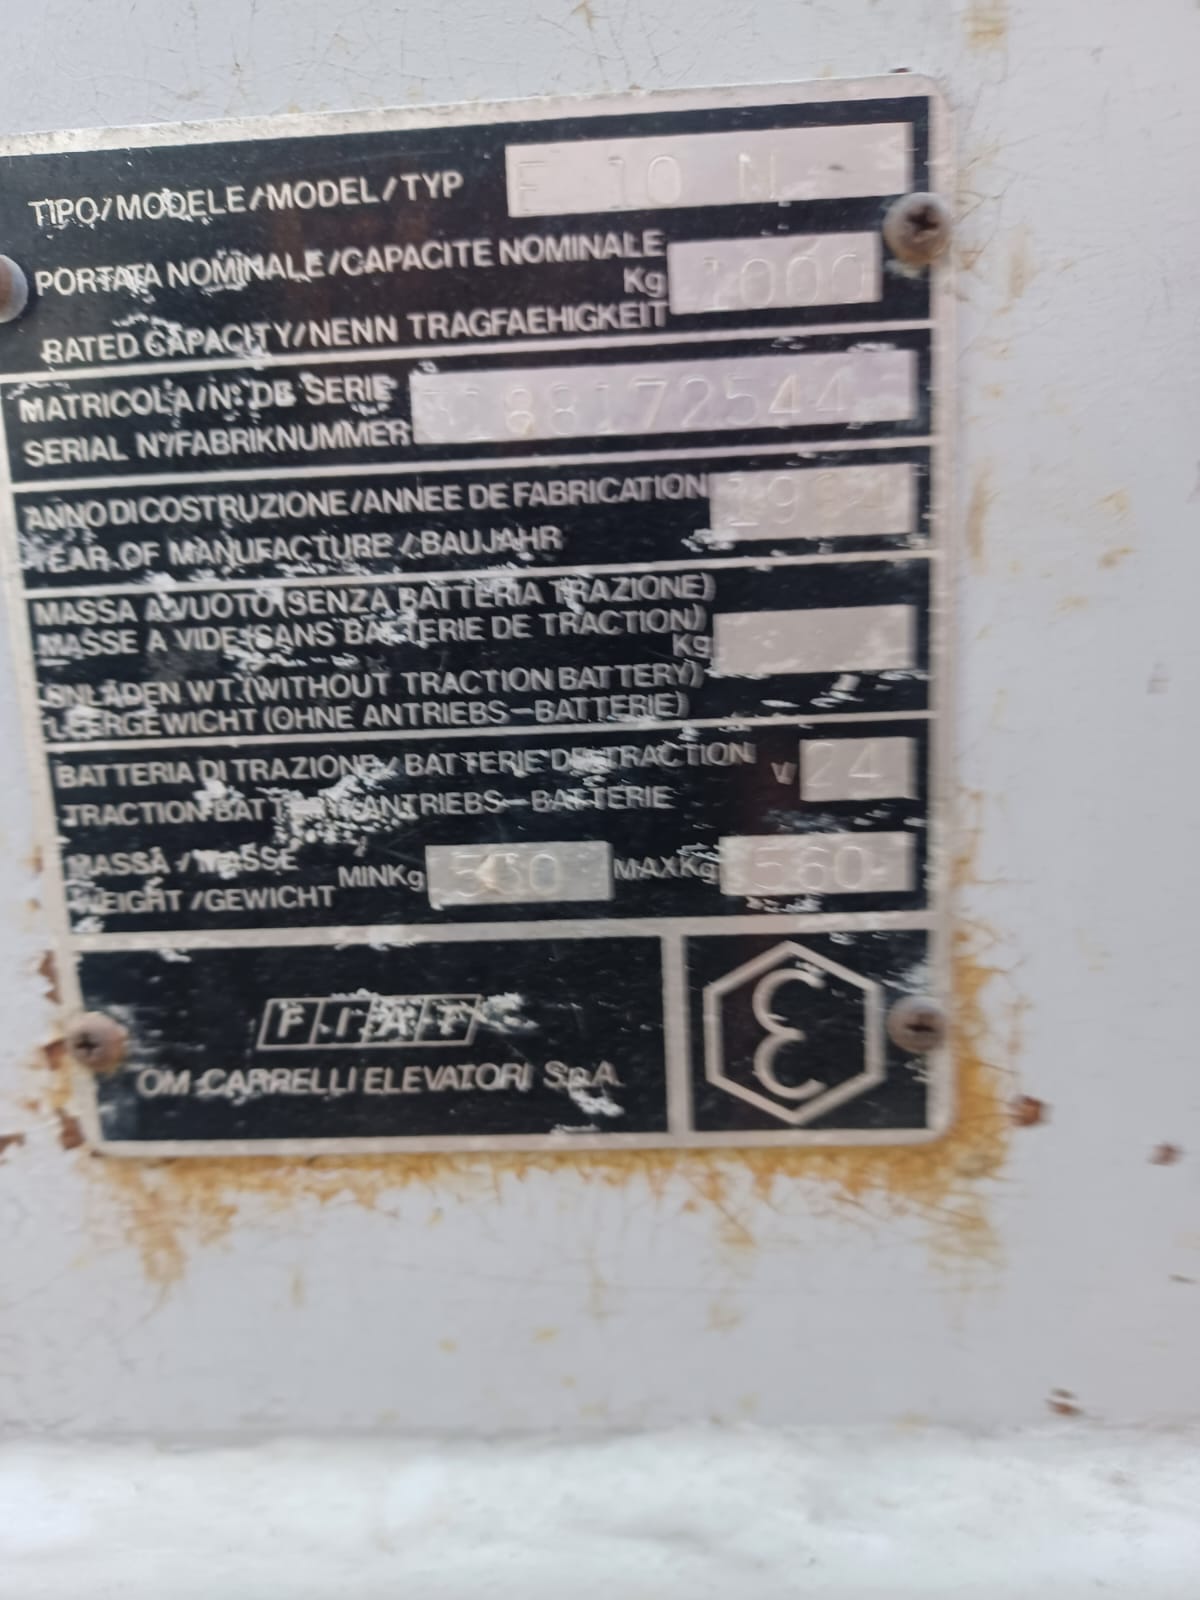 TIPO/MODELE/MODEL/TYP 10 N
PORTATA NOMINALE/CAPACITE NOMINALE
Kg 1000
RATED CAPACITY/NENN TRAGFAEHIGKEIT
MATRICOLA/N° DE SERIE
SERIAL N°/FABRIKNUMMER
ANNO DI COSTRUZIONE/ANNEE DE FABRICATION
YEAR OF MANUFACTURE/BAUJAHR
MASSA A VUOTO (SENZA BATTERIA TRAZIONE)
MASSE A VIDE (SANS BATTERIE DE TRACTION)
Kg
UNLADEN WT. (WITHOUT TRACTION BATTERY)
LEERGEWICHT (OHNE ANTRIEBS-BATTERIE)
BATTERIA DI TRAZIONE/BATTERIE DE TRACTION V 24
TRACTION BATTERY/ANTRIEBS-BATTERIE
MASSA/MASSE MIN Kg MAX Kg 560
WEIGHT/GEWICHT
FIAT
OM CARRELLI ELEVATORI S.p.A.